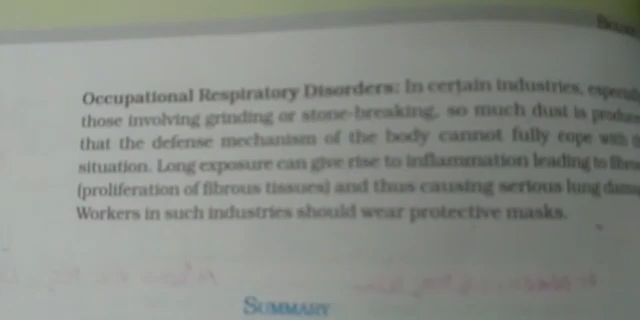 Occupational Respiratory Disorders: In certain industries,
those involving grinding or stone-breaking, so much dust is
that the defense mechanism of the body cannot fully cope with
situation. Long exposure can give rise to inflammation leading to
(proliferation of fibrous tissues) and thus causing serious lung
Workers in such industries should wear protective masks.
SUMMARY